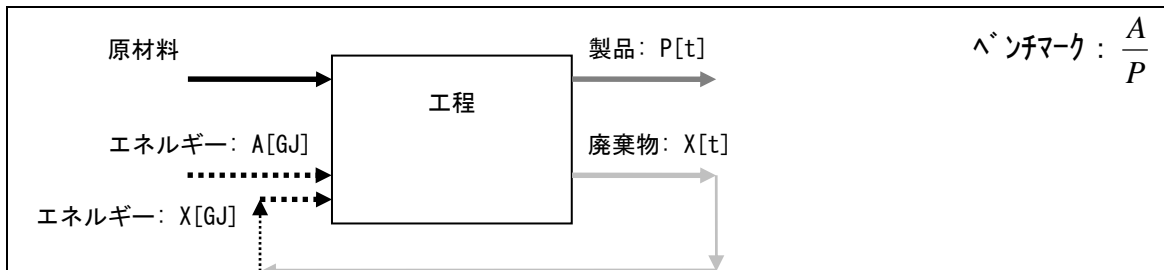 原材料
製品: P[t]
ベンチマーク : A/P
工程
エネルギー: A[GJ]
廃棄物: X[t]
エネルギー: X[GJ]